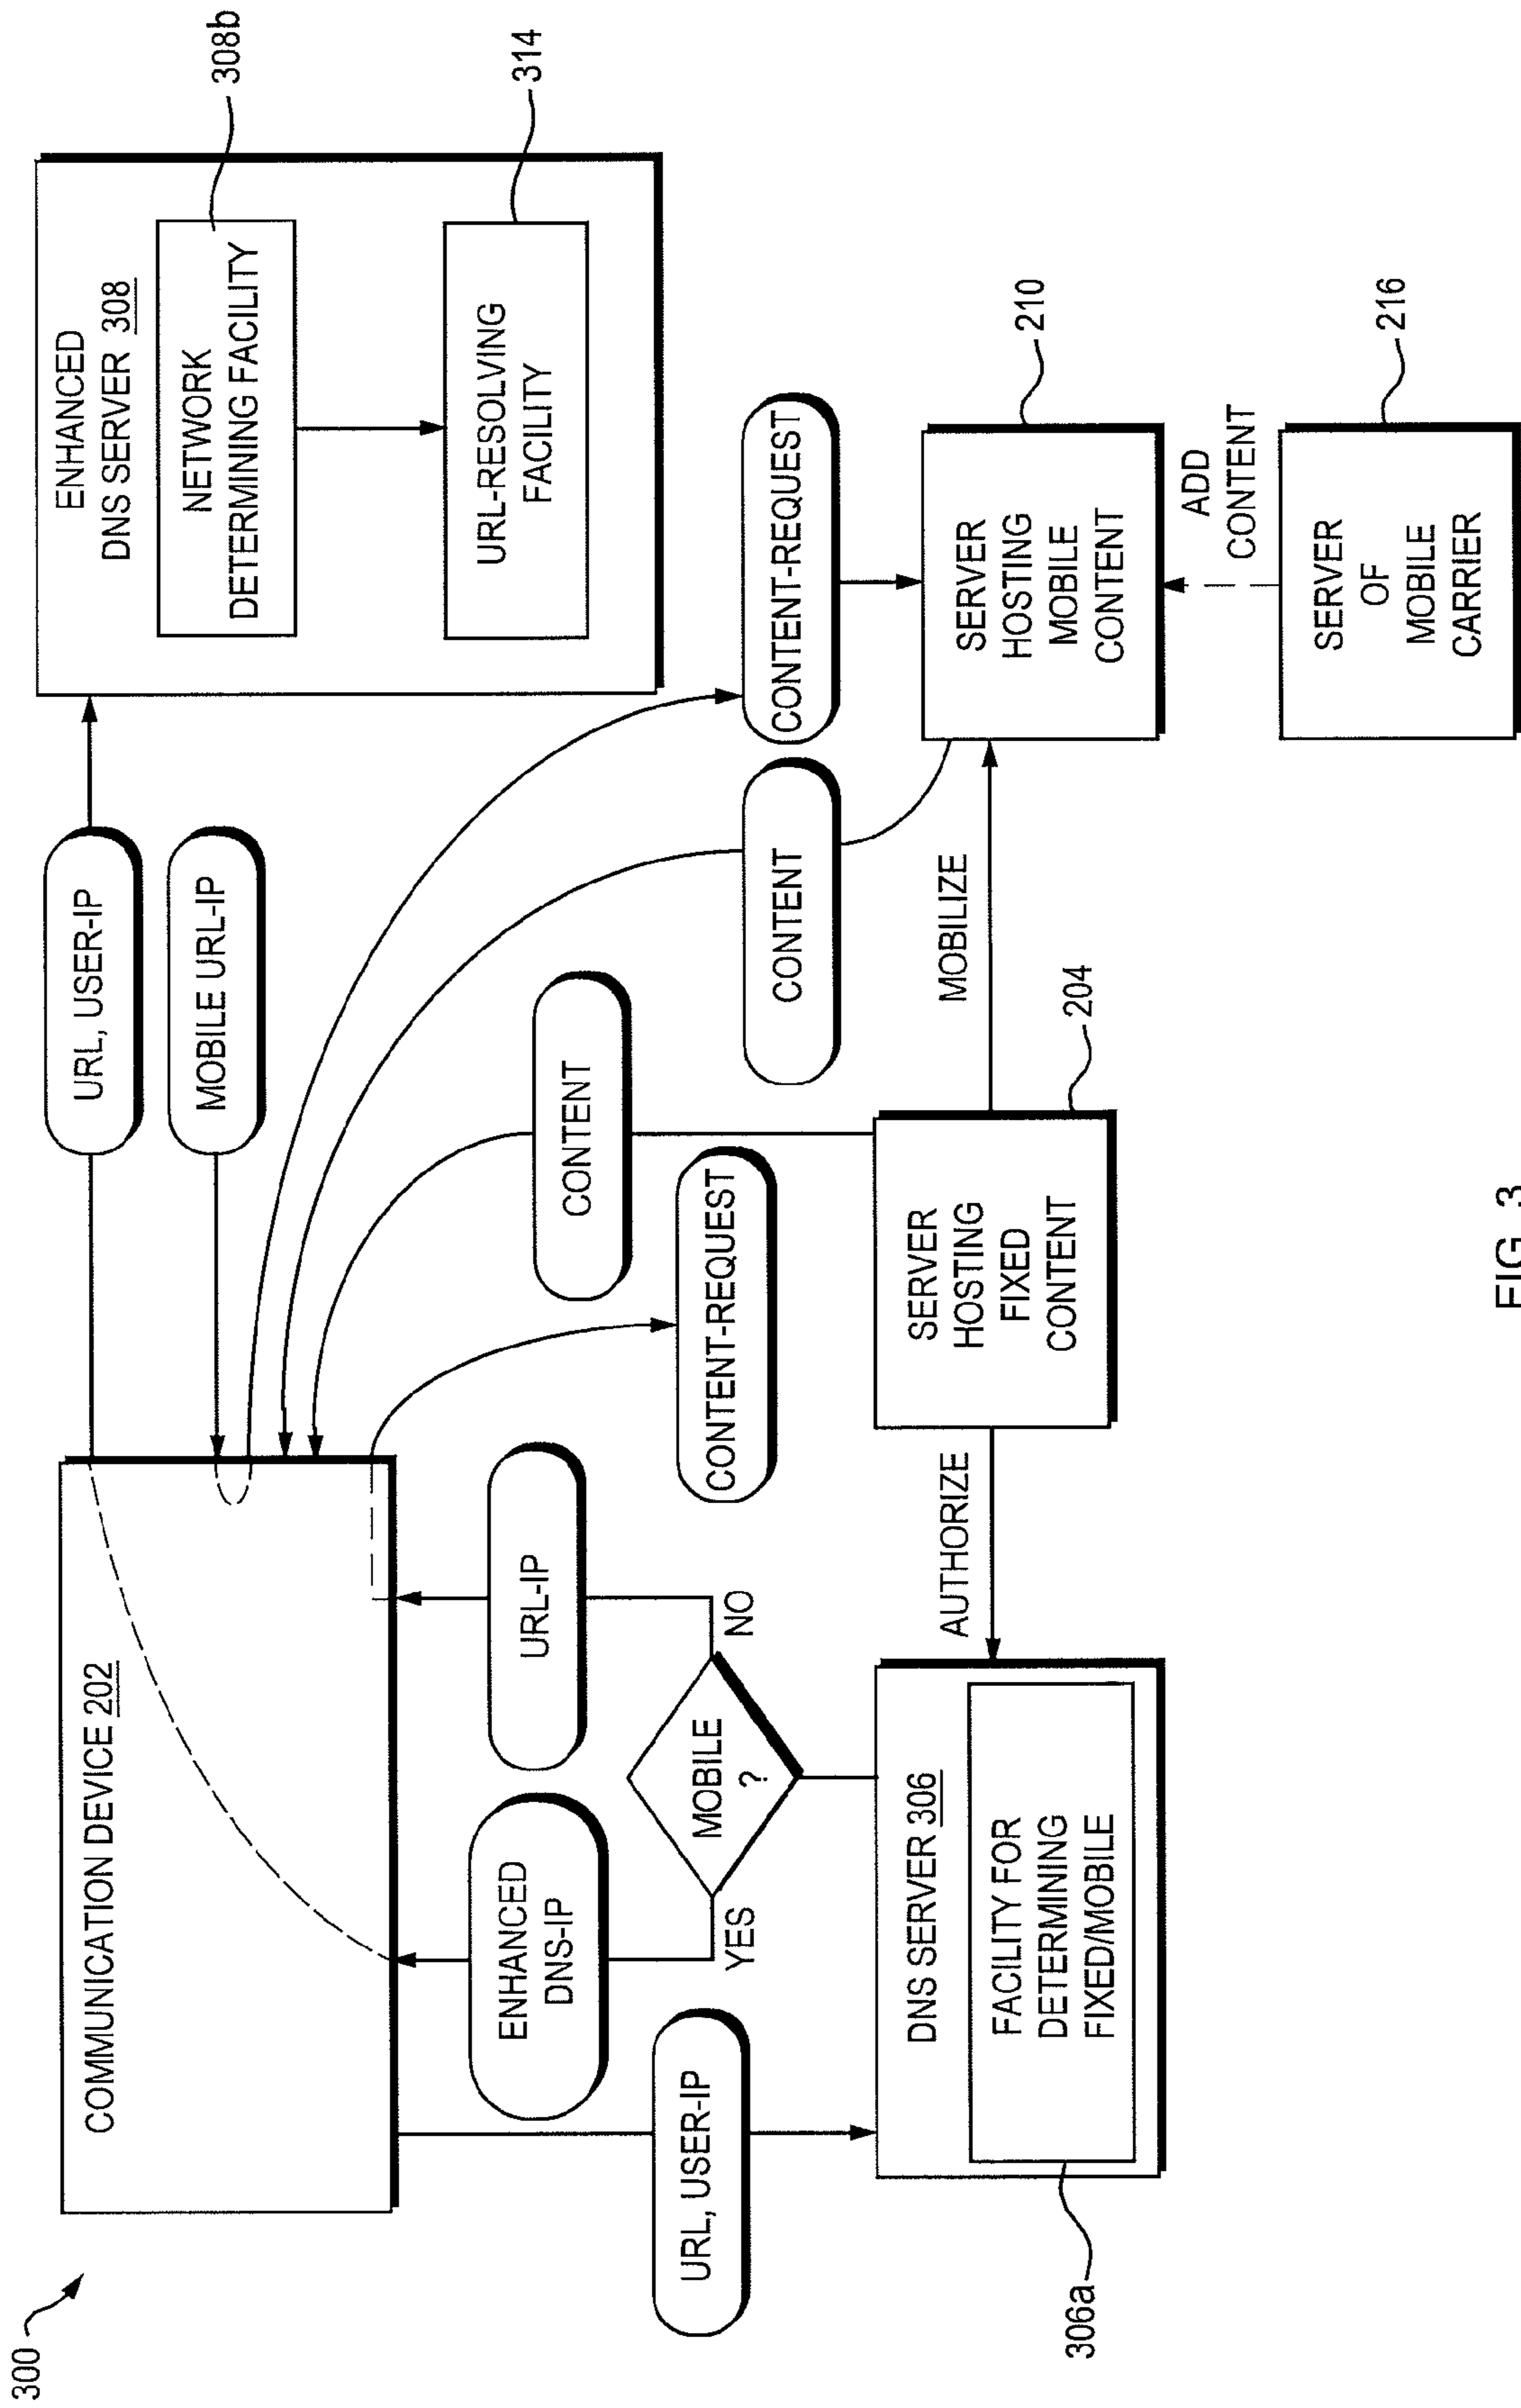 300
COMMUNICATION DEVICE 202
URL, USER-IP
MOBILE URL-IP
ENHANCED
DNS SERVER 308
NETWORK
DETERMINING FACILITY
308b
URL-RESOLVING
FACILITY
314
URL, USER-IP
ENHANCED
DNS-IP
URL-IP
YES
MOBILE
?
NO
CONTENT-REQUEST
CONTENT
CONTENT
CONTENT-REQUEST
DNS SERVER 306
FACILITY FOR
DETERMINING
FIXED/MOBILE
306a
AUTHORIZE
SERVER
HOSTING
FIXED
CONTENT
204
MOBILIZE
SERVER
HOSTING
MOBILE
CONTENT
210
ADD
CONTENT
SERVER
OF
MOBILE
CARRIER
216
FIG. 3